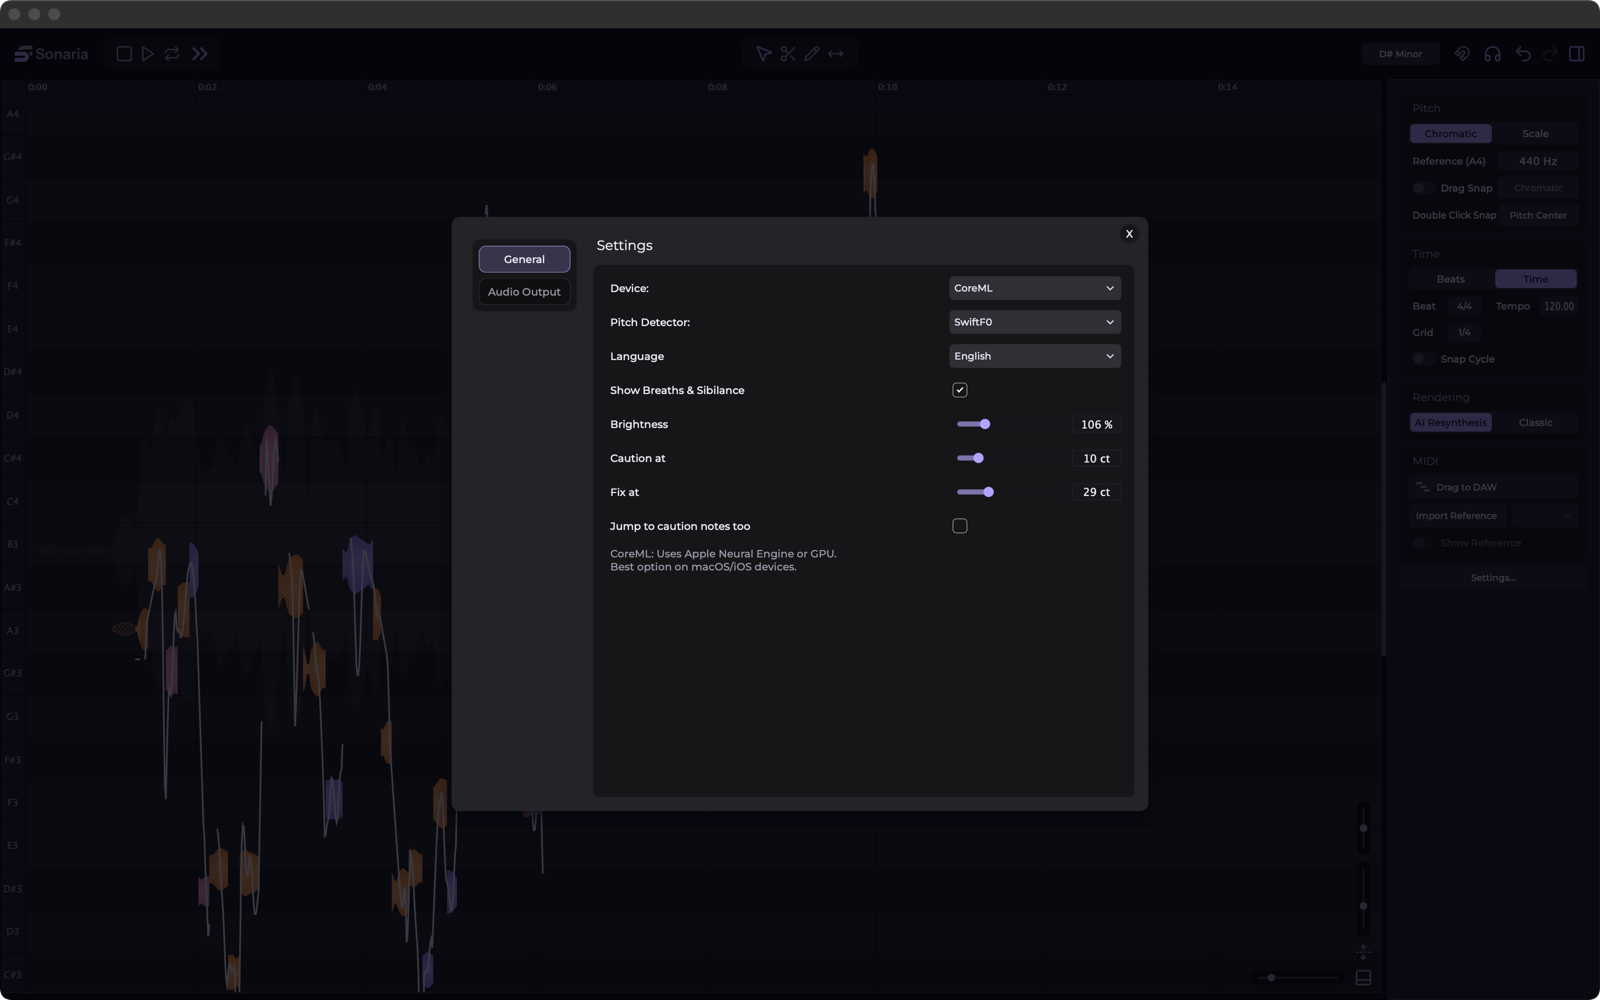 Sonaria
D# Minor
0:00 0:02 0:04 0:06 0:08 0:10 0:12 0:14
A4
G#4
G4
F#4
F4
E4
D#4
D4
C#4
C4
B3
A#3
A3
G#3
G3
F#3
F3
E3
D#3
D3
C#3
X
General
Audio Output
Settings
Device: CoreML
Pitch Detector: SwiftF0
Language English
Show Breaths & Sibilance
Brightness 106 %
Caution at 10 ct
Fix at 29 ct
Jump to caution notes too
CoreML: Uses Apple Neural Engine or GPU.
Best option on macOS/iOS devices.
Pitch
Chromatic Scale
Reference (A4) 440 Hz
Drag Snap Chromatic
Double Click Snap Pitch Center
Time
Beats Time
Beat 4/4 Tempo 120.00
Grid 1/4
Snap Cycle
Rendering
AI Resynthesis Classic
MIDI
Drag to DAW
Import Reference
Show Reference
Settings...